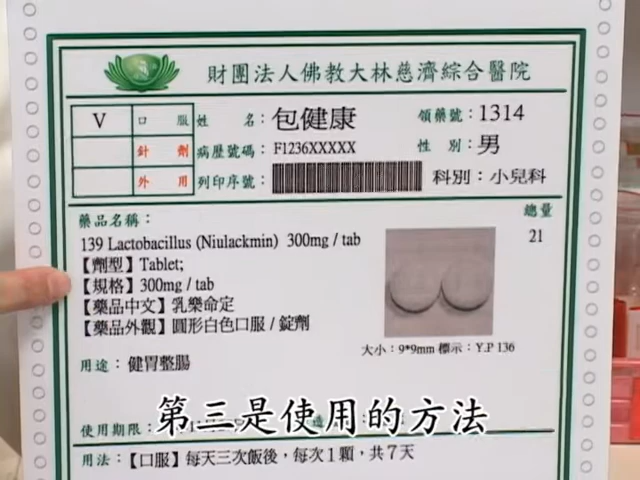 財團法人佛教大林慈濟綜合醫院
V 口服 姓名：包健康 領藥號：1314
針劑 病歷號碼：F1236XXXXX 性別：男
外用 列印序號： 科別：小兒科
藥品名稱： 總量
139 Lactobacillus (Niulackmin) 300mg / tab 21
【劑型】Tablet;
【規格】300mg / tab
【藥品中文】乳樂命定
【藥品外觀】圓形白色口服 / 錠劑
大小：9*9mm 標示：Y.P 136
用途：健胃整腸
第三是使用的方法
使用期限：
用法：【口服】每天三次飯後，每次1顆，共7天